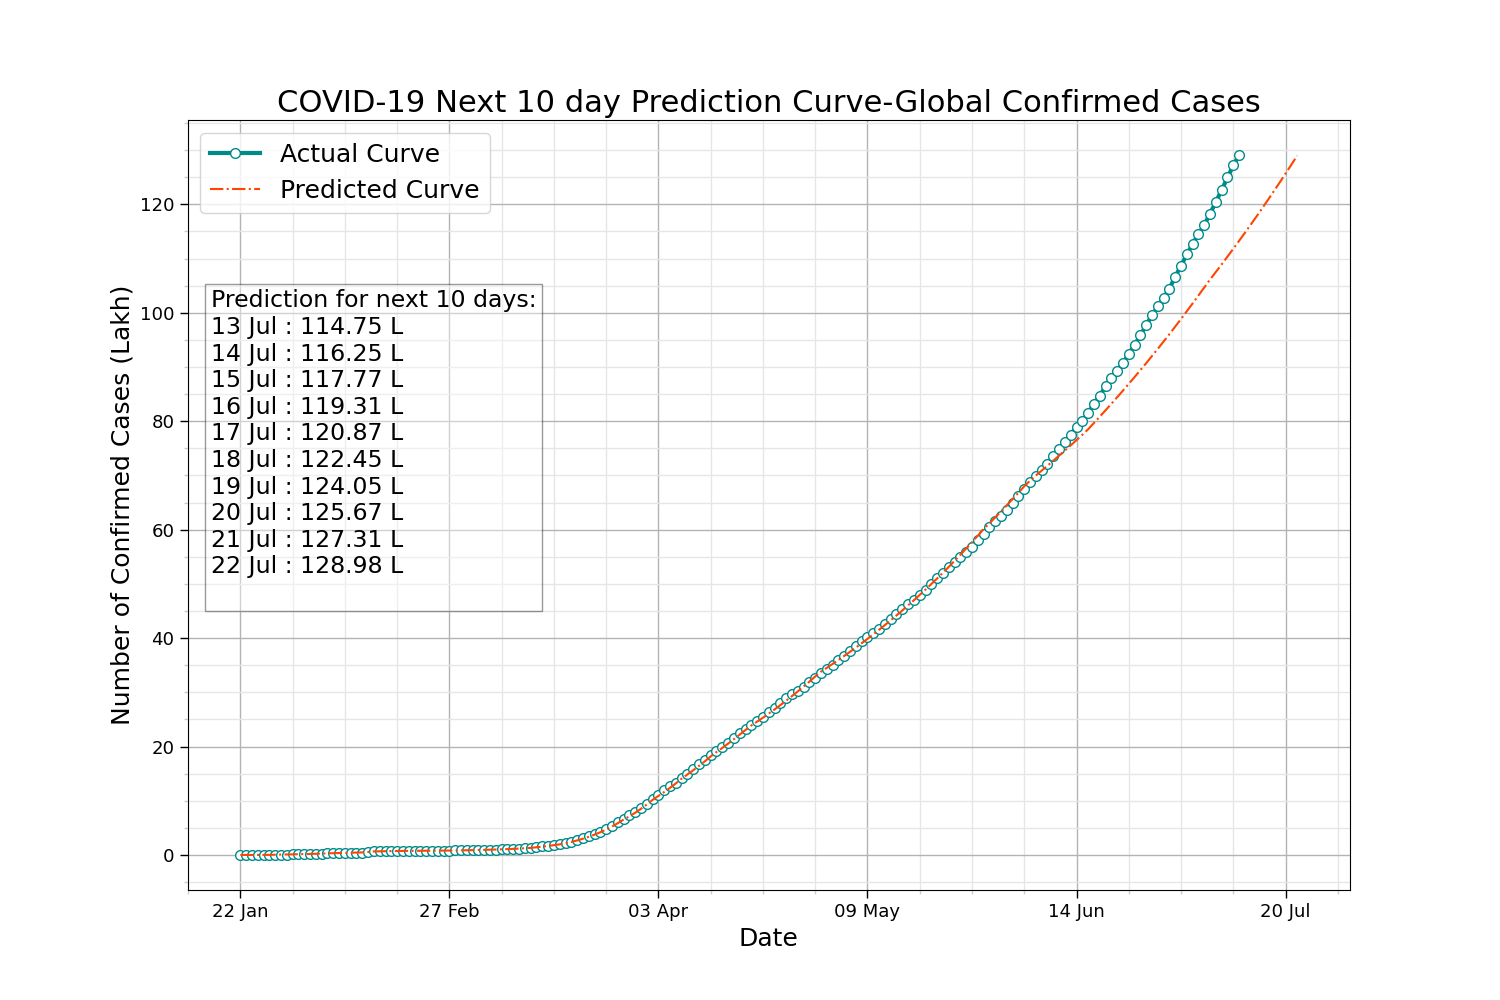 COVID-19 Next 10 day Prediction Curve-Global Confirmed Cases
Actual Curve
Predicted Curve
Prediction for next 10 days:
13 Jul : 114.75 L
14 Jul : 116.25 L
15 Jul : 117.77 L
16 Jul : 119.31 L
17 Jul : 120.87 L
18 Jul : 122.45 L
19 Jul : 124.05 L
20 Jul : 125.67 L
21 Jul : 127.31 L
22 Jul : 128.98 L
Number of Confirmed Cases (Lakh)
120
100
80
60
40
20
0
22 Jan
27 Feb
03 Apr
09 May
14 Jun
20 Jul
Date